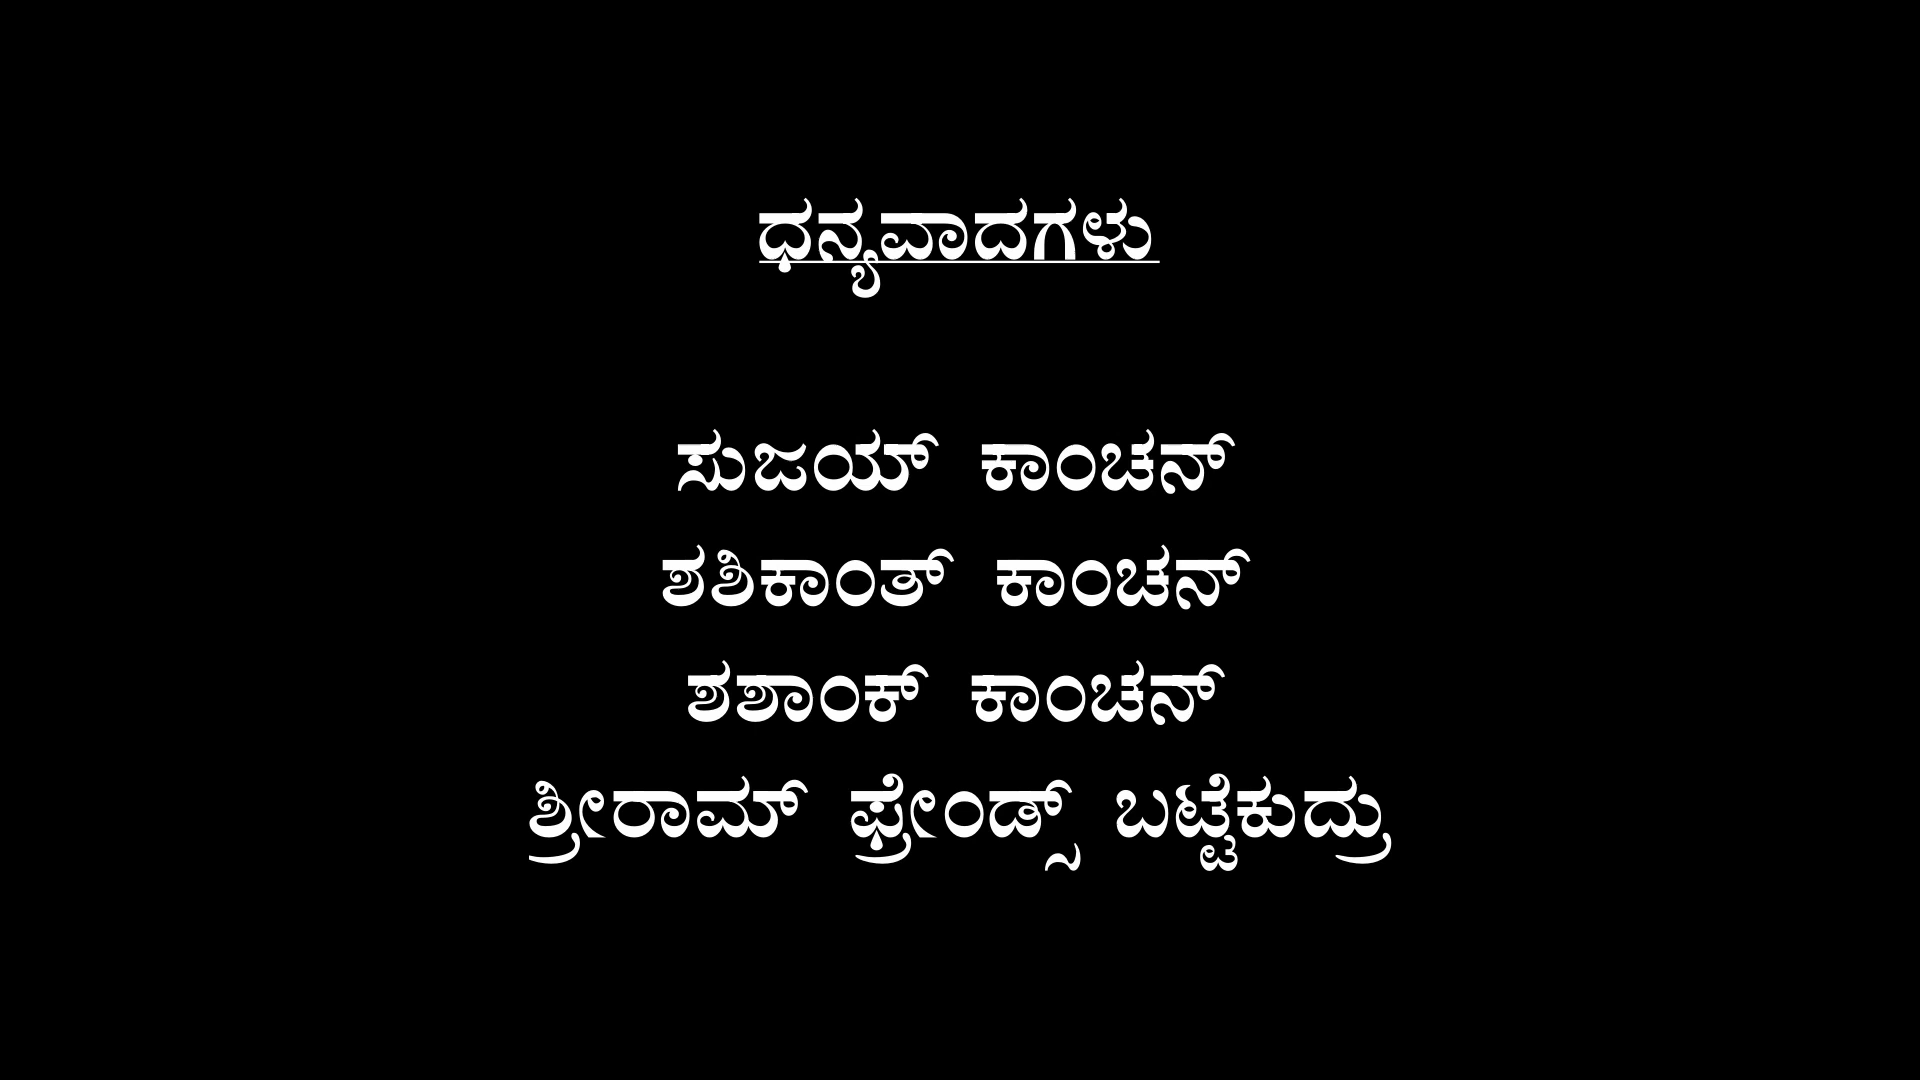 ಧನ್ಯವಾದಗಳು
ಸುಜಯ್ ಕಾಂಚನ್
ಶಶಿಕಾಂತ್ ಕಾಂಚನ್
ಶಶಾಂಕ್ ಕಾಂಚನ್
ಶ್ರೀರಾಮ್ ಫ್ರೇಂಡ್ಸ್ ಬಟ್ಟೆಕುದ್ರು